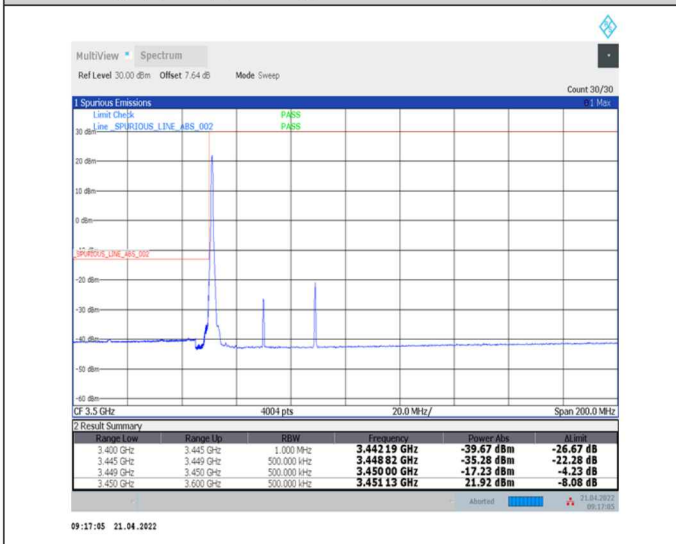 MultiView Spectrum
Ref Level 30.00 dBm Offset 7.64 dB Mode Sweep
Count 30/30
1 Spurious Emissions 1 Max
Limit Check PASS
Line _SPURIOUS_LINE_ABS_002 PASS
30 dBm
20 dBm
10 dBm
0 dBm
_SPURIOUS_LINE_ABS_002
-20 dBm
-30 dBm
-40 dBm
-50 dBm
-60 dBm
CF 3.5 GHz 4004 pts 20.0 MHz/ Span 200.0 MHz
2 Result Summary
Range Low Range Up RBW Frequency Power Abs ΔLimit
3.400 GHz 3.445 GHz 1.000 MHz 3.442 19 GHz -39.67 dBm -26.67 dB
3.445 GHz 3.449 GHz 500.000 kHz 3.448 82 GHz -35.28 dBm -22.28 dB
3.449 GHz 3.450 GHz 500.000 kHz 3.450 00 GHz -17.23 dBm -4.23 dB
3.450 GHz 3.600 GHz 500.000 kHz 3.451 13 GHz 21.92 dBm -8.08 dB
Aborted 21.04.2022
09:17:05
09:17:05 21.04.2022